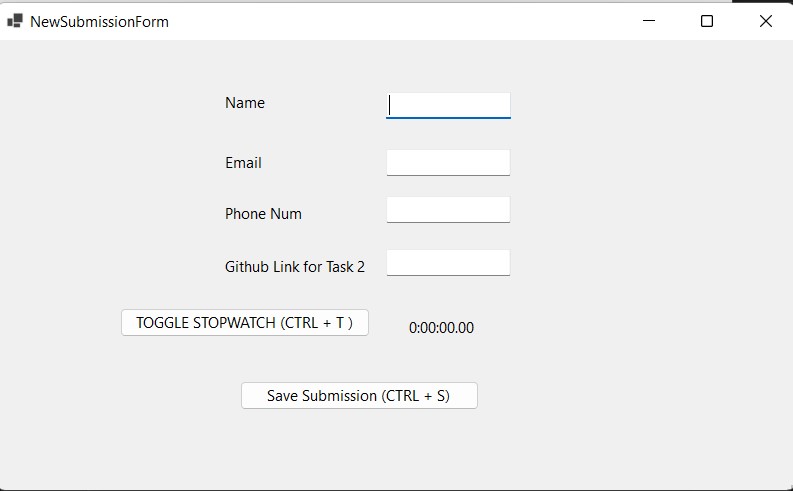 NewSubmissionForm
Name
Email
Phone Num
Github Link for Task 2
TOGGLE STOPWATCH (CTRL + T ) 0:00:00.00
Save Submission (CTRL + S)